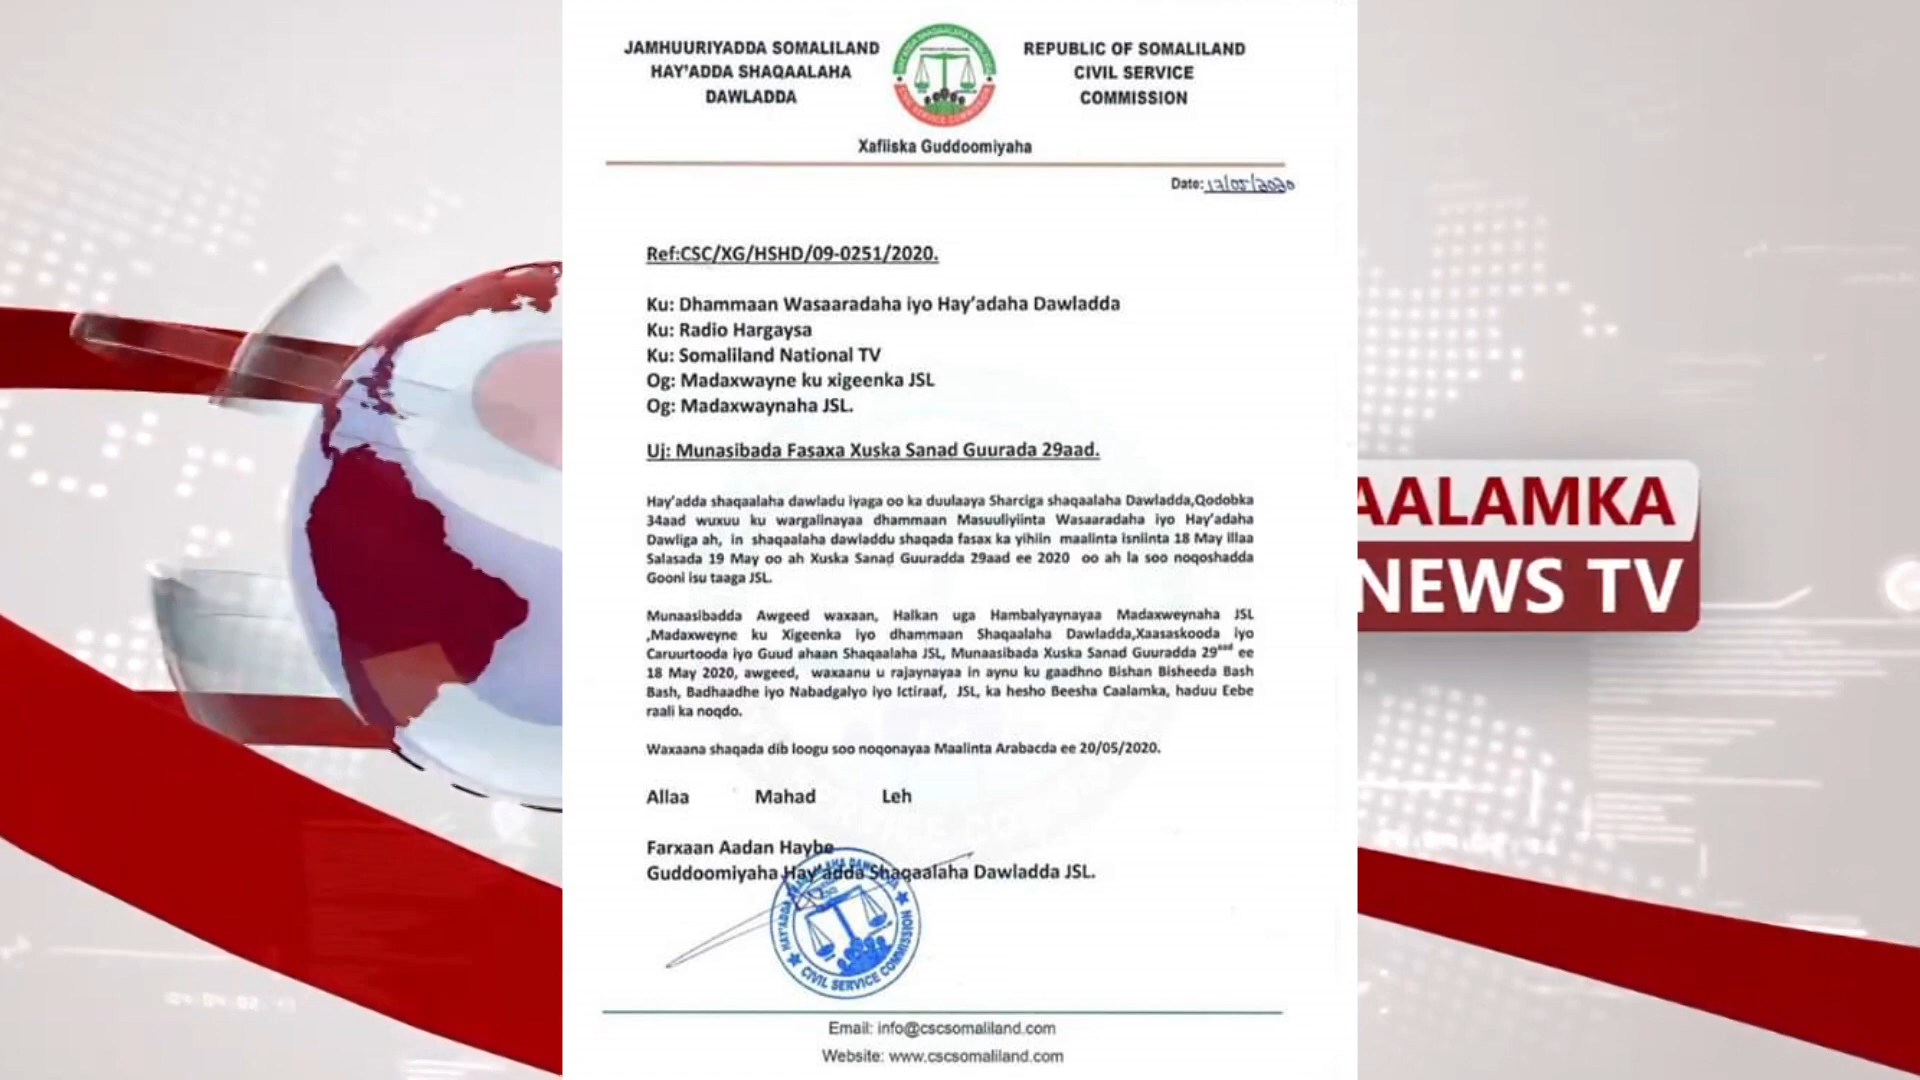 JAMHUURIYADDA SOMALILAND
HAY'ADDA SHAQAALAHA
DAWLADDA
REPUBLIC OF SOMALILAND
CIVIL SERVICE
COMMISSION
Xafiiska Guddoomiyaha
Date: 17/05/2020
Ref:CSC/XG/HSHD/09-0251/2020.
Ku: Dhammaan Wasaaradaha iyo Hay'adaha Dawladda
Ku: Radio Hargaysa
Ku: Somaliland National TV
Og: Madaxwayne ku xigeenka JSL
Og: Madaxwaynaha JSL.
Uj: Munasibada Fasaxa Xuska Sanad Guurada 29aad.
Hay'adda shaqaalaha dawladu iyaga oo ka duulaaya Sharciga shaqaalaha Dawladda,Qodobka
34aad wuxuu ku wargalinayaa dhammaan Masuuliyiinta Wasaaradaha iyo Hay'adaha
Dawliga ah, in shaqaalaha dawladdu shaqada fasax ka yihiin maalinta isniinta 18 May illaa
Salasada 19 May oo ah Xuska Sanad Guuradda 29aad ee 2020 oo ah la soo noqoshadda
Gooni isu taaga JSL.
Munaasibadda Awgeed waxaan, Halkan uga Hambalyaynayaa Madaxweynaha JSL
,Madaxweyne ku Xigeenka iyo dhammaan Shaqaalaha Dawladda,Xaasaskooda iyo
Caruurtooda iyo Guud ahaan Shaqaalaha JSL, Munaasibada Xuska Sanad Guuradda 29aad ee
18 May 2020, awgeed, waxaanu u rajaynayaa in aynu ku gaadhno Bishan Bisheeda Bash
Bash, Badhaadhe iyo Nabadgalyo iyo Ictiraaf, JSL, ka hesho Beesha Caalamka, haduu Eebe
raali ka noqdo.
Waxaana shaqada dib loogu soo noqonayaa Maalinta Arabacda ee 20/05/2020.
Allaa Mahad Leh
Farxaan Aadan Haybe
Guddoomiyaha Hay'adda Shaqaalaha Dawladda JSL.
CIVIL SERVICE COMMISSION
Email: info@cscsomaliland.com
Website: www.cscsomaliland.com
AALAMKA
NEWS TV